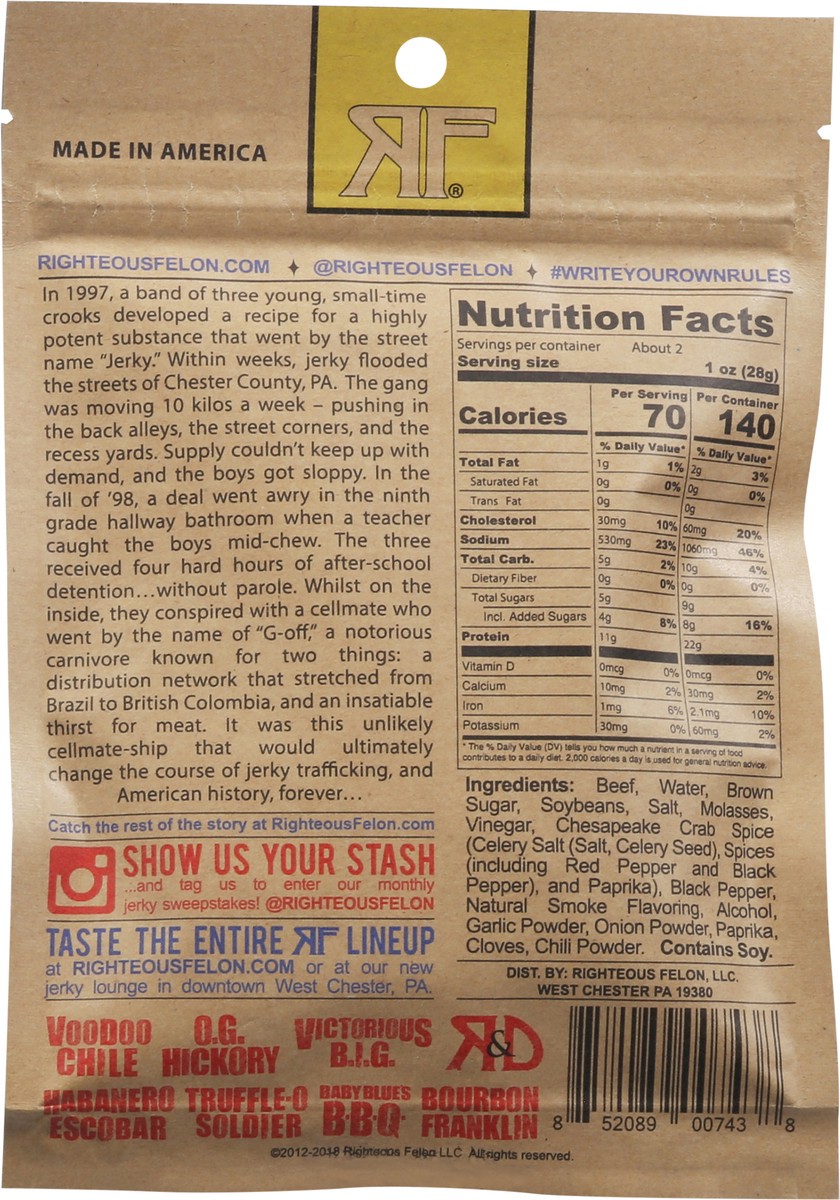 MADE IN AMERICA
RF®
RIGHTEOUSFELON.COM ✦ @RIGHTEOUSFELON ✦ #WRITEYOUROWNRULES
In 1997, a band of three young, small-time
crooks developed a recipe for a highly
potent substance that went by the street
name “Jerky.” Within weeks, jerky flooded
the streets of Chester County, PA. The gang
was moving 10 kilos a week – pushing in
the back alleys, the street corners, and the
recess yards. Supply couldn’t keep up with
demand, and the boys got sloppy. In the
fall of ’98, a deal went awry in the ninth
grade hallway bathroom when a teacher
caught the boys mid-chew. The three
received four hard hours of after-school
detention…without parole. Whilst on the
inside, they conspired with a cellmate who
went by the name of “G-off,” a notorious
carnivore known for two things: a
distribution network that stretched from
Brazil to British Colombia, and an insatiable
thirst for meat. It was this unlikely
cellmate-ship that would ultimately
change the course of jerky trafficking, and
American history, forever…
Catch the rest of the story at RighteousFelon.com
SHOW US YOUR STASH
...and tag us to enter our monthly
jerky sweepstakes! @RIGHTEOUSFELON
TASTE THE ENTIRE RF LINEUP
at RIGHTEOUSFELON.COM or at our new
jerky lounge in downtown West Chester, PA.
Nutrition Facts
Servings per container About 2
Serving size 1 oz (28g)
Per Serving Per Container
Calories 70 140
% Daily Value* % Daily Value*
Total Fat 1g 1% 2g 3%
Saturated Fat 0g 0% 0g 0%
Trans Fat 0g 0g
Cholesterol 30mg 10% 60mg 20%
Sodium 530mg 23% 1060mg 46%
Total Carb. 5g 2% 10g 4%
Dietary Fiber 0g 0% 0g 0%
Total Sugars 5g 9g
Incl. Added Sugars 4g 8% 8g 16%
Protein 11g 22g
Vitamin D 0mcg 0% 0mcg 0%
Calcium 10mg 2% 30mg 2%
Iron 1mg 6% 2.1mg 10%
Potassium 30mg 0% 60mg 2%
* The % Daily Value (DV) tells you how much a nutrient in a serving of food
contributes to a daily diet. 2,000 calories a day is used for general nutrition advice.
Ingredients: Beef, Water, Brown
Sugar, Soybeans, Salt, Molasses,
Vinegar, Chesapeake Crab Spice
(Celery Salt (Salt, Celery Seed), Spices
(including Red Pepper and Black
Pepper), and Paprika), Black Pepper,
Natural Smoke Flavoring, Alcohol,
Garlic Powder, Onion Powder, Paprika,
Cloves, Chili Powder. Contains Soy.
DIST. BY: RIGHTEOUS FELON, LLC.
WEST CHESTER PA 19380
VOODOO CHILE
O.G. HICKORY
VICTORIOUS B.I.G.
R&D
HABANERO ESCOBAR
TRUFFLE-O SOLDIER
BABY BLUES B·B·Q
BOURBON FRANKLIN
8 52089 00743 8
©2012-2018 Righteous Felon LLC All rights reserved.